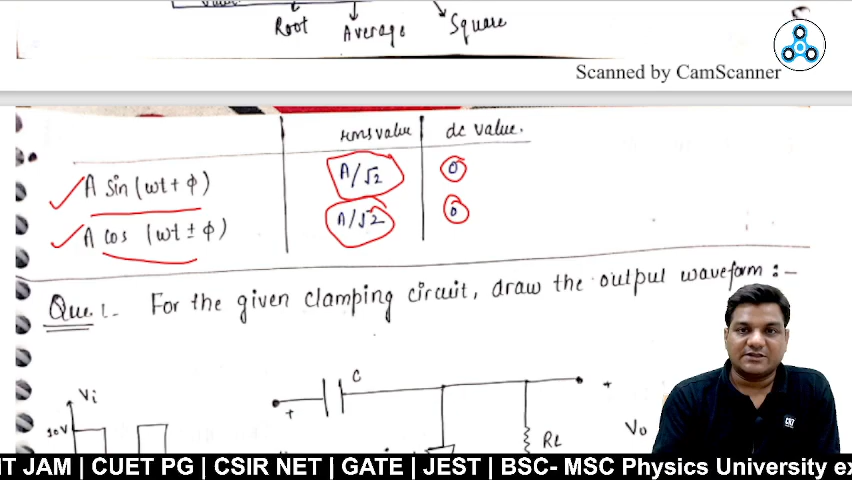 Root
Average
Square
Scanned by CamScanner
rms value dc value.
A sin (ωt + φ) A/√2 0
A cos (ωt ± φ) A/√2 0
Que 1.- For the given clamping circuit, draw the output waveform :-
Vi
C
+ +
10V
RL
Vo
IIT JAM | CUET PG | CSIR NET | GATE | JEST | BSC- MSC Physics University ex